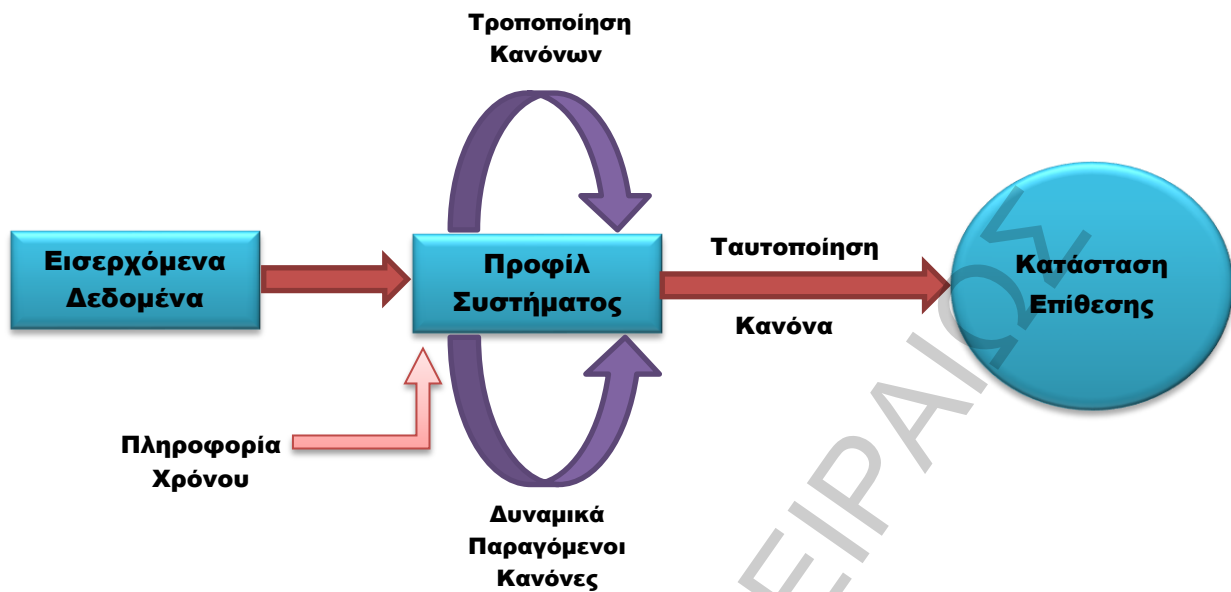 Τροποποίηση
Κανόνων
Εισερχόμενα
Δεδομένα
Προφίλ
Συστήματος
Ταυτοποίηση
Κανόνα
Κατάσταση
Επίθεσης
Πληροφορία
Χρόνου
Δυναμικά
Παραγόμενοι
Κανόνες